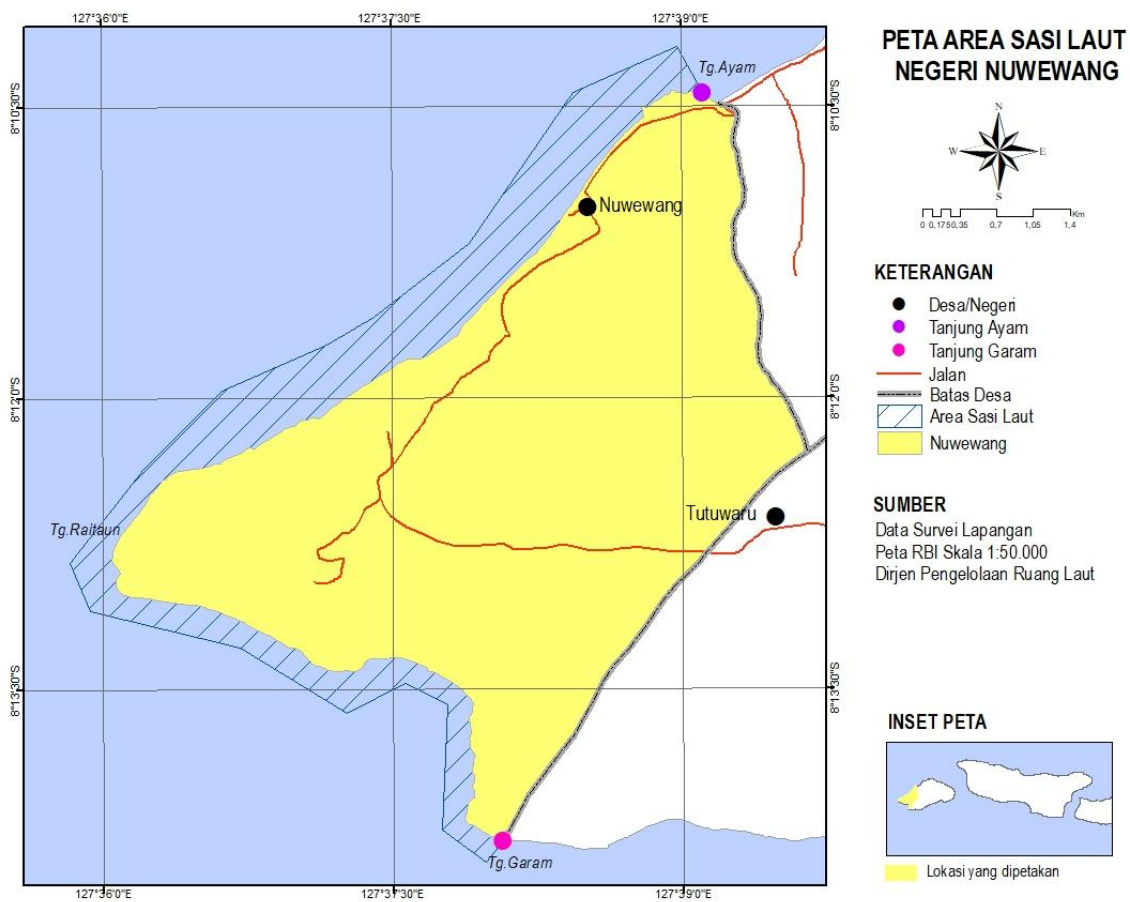 127°36'0"E
127°37'30"E
127°39'0"E
PETA AREA SASI LAUT
NEGERI NUWEWANG
Tg.Ayam
8°10'30"S
8°10'30"S
N
W
E
S
Nuwewang
Km
0 0,175 0,35 0,7 1,05 1,4
KETERANGAN
Desa/Negeri
Tanjung Ayam
Tanjung Garam
Jalan
Batas Desa
Area Sasi Laut
Nuwewang
8°12'0"S
8°12'0"S
Tg.Raitaun
Tutuwaru
SUMBER
Data Survei Lapangan
Peta RBI Skala 1:50.000
Dirjen Pengelolaan Ruang Laut
8°13'30"S
8°13'30"S
INSET PETA
Tg.Garam
Lokasi yang dipetakan
127°36'0"E
127°37'30"E
127°39'0"E